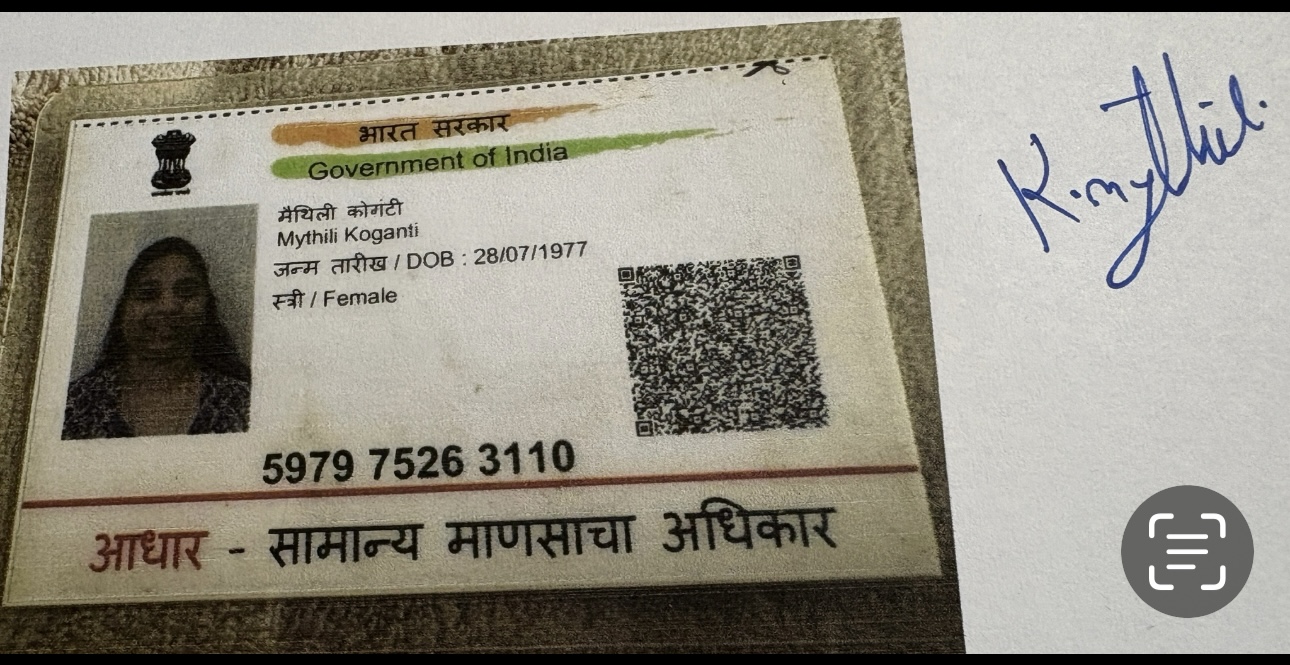 भारत सरकार
Government of India
मैथिली कोगंटी
Mythili Koganti
जन्म तारीख / DOB : 28/07/1977
स्त्री / Female
5979 7526 3110
आधार - सामान्य माणसाचा अधिकार
K.mythili.